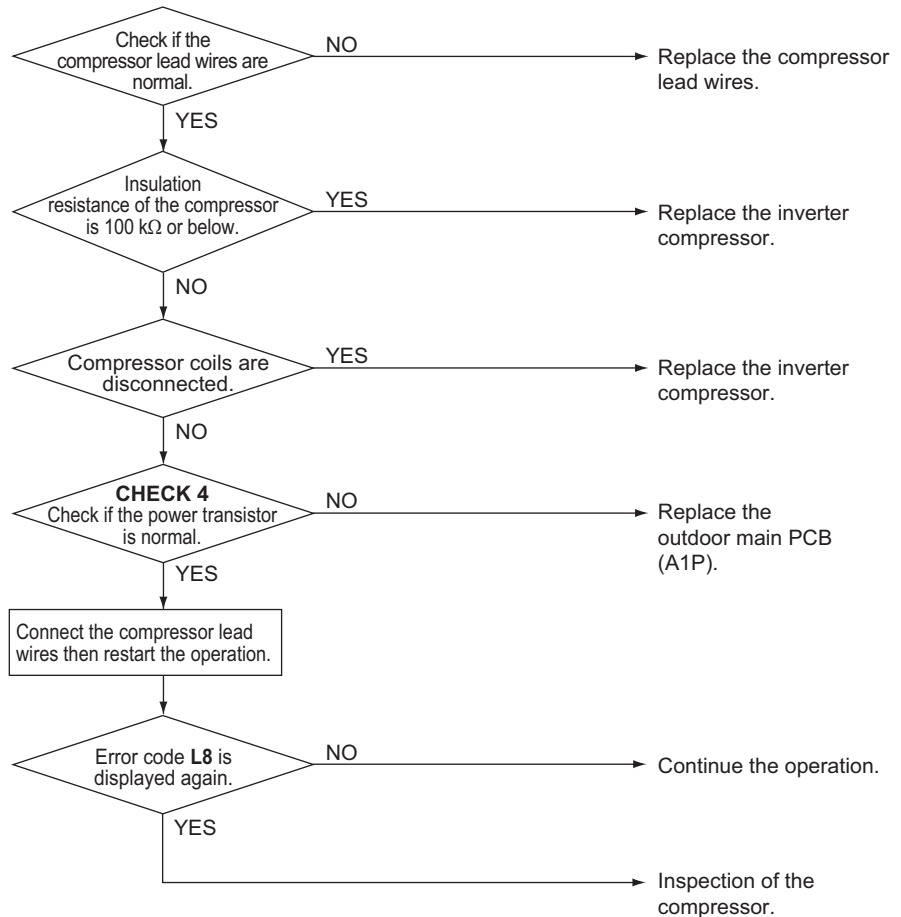 Check if the
compressor lead wires are
normal.
NO
Replace the compressor
lead wires.
YES
Insulation
resistance of the compressor
is 100 kΩ or below.
YES
Replace the inverter
compressor.
NO
Compressor coils are
disconnected.
YES
Replace the inverter
compressor.
NO
CHECK 4
Check if the power transistor
is normal.
NO
Replace the
outdoor main PCB
(A1P).
YES
Connect the compressor lead
wires then restart the operation.
Error code L8 is
displayed again.
NO
Continue the operation.
YES
Inspection of the
compressor.